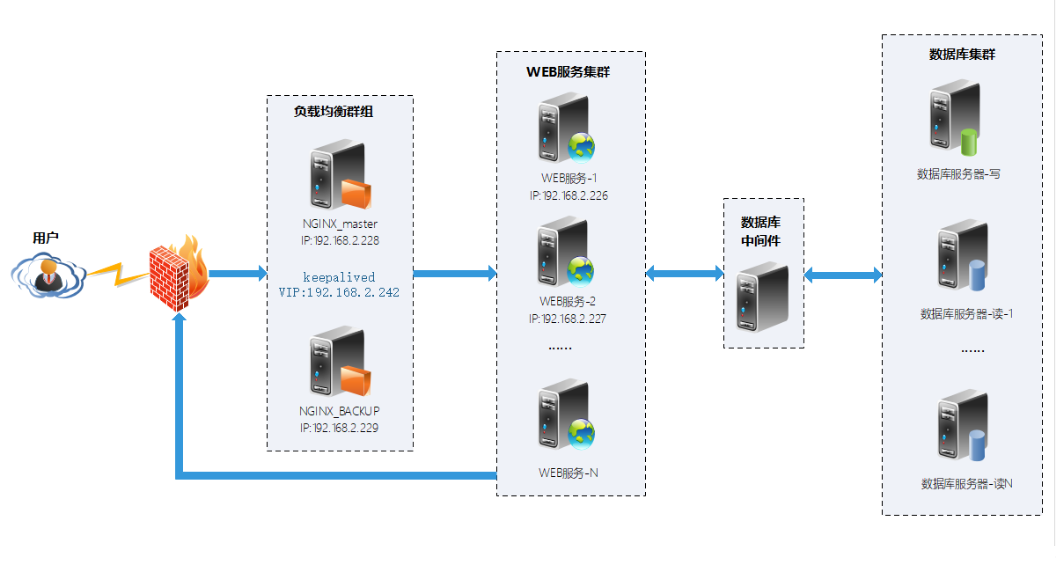 用户
负载均衡群组
NGINX_master
IP:192.168.2.228
keepalived
VIP:192.168.2.242
NGINX_BACKUP
IP:192.168.2.229
WEB服务集群
WEB服务-1
IP:192.168.2.226
WEB服务-2
IP:192.168.2.227
......
WEB服务-N
数据库
中间件
数据库集群
数据库服务器-写
数据库服务器-读-1
......
数据库服务器-读N